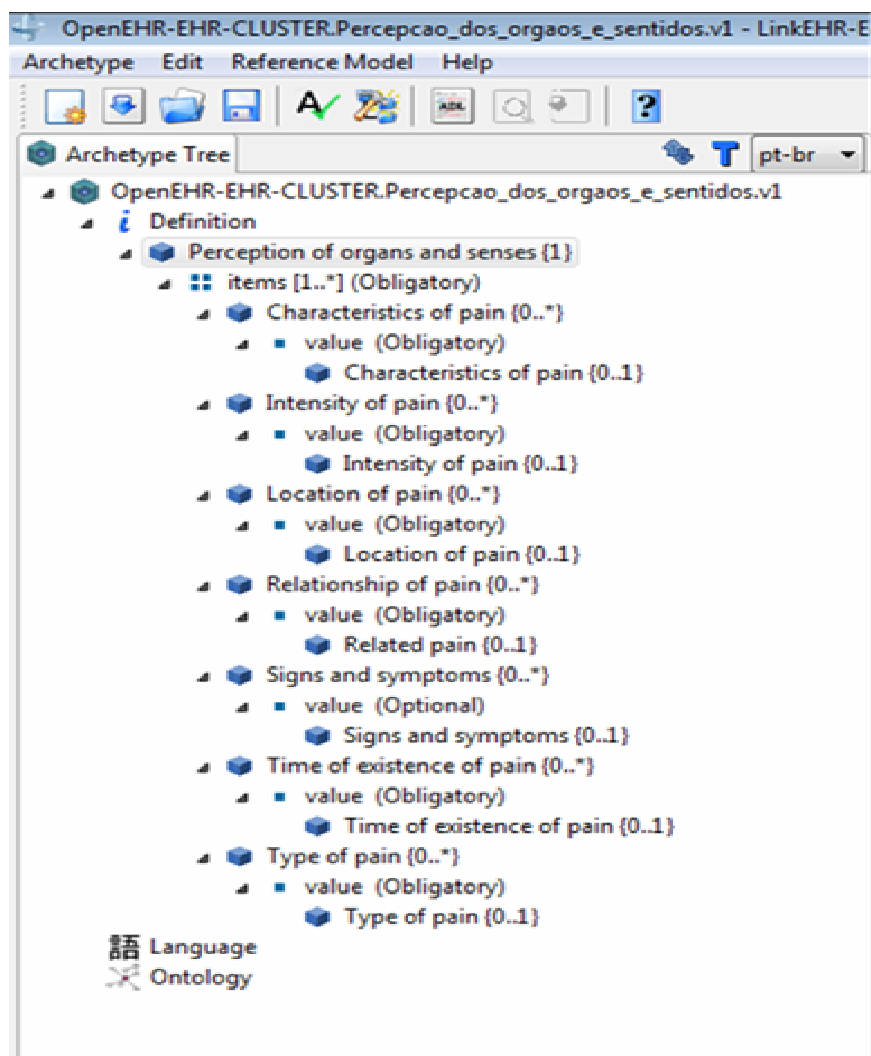 OpenEHR-EHR-CLUSTER.Percepcao_dos_orgaos_e_sentidos.v1 - LinkEHR-E
Archetype Edit Reference Model Help
ADL
?
Archetype Tree pt-br
OpenEHR-EHR-CLUSTER.Percepcao_dos_orgaos_e_sentidos.v1
Definition
Perception of organs and senses {1}
items [1..*] (Obligatory)
Characteristics of pain {0..*}
value (Obligatory)
Characteristics of pain {0..1}
Intensity of pain {0..*}
value (Obligatory)
Intensity of pain {0..1}
Location of pain {0..*}
value (Obligatory)
Location of pain {0..1}
Relationship of pain {0..*}
value (Obligatory)
Related pain {0..1}
Signs and symptoms {0..*}
value (Optional)
Signs and symptoms {0..1}
Time of existence of pain {0..*}
value (Obligatory)
Time of existence of pain {0..1}
Type of pain {0..*}
value (Obligatory)
Type of pain {0..1}
語 Language
Ontology